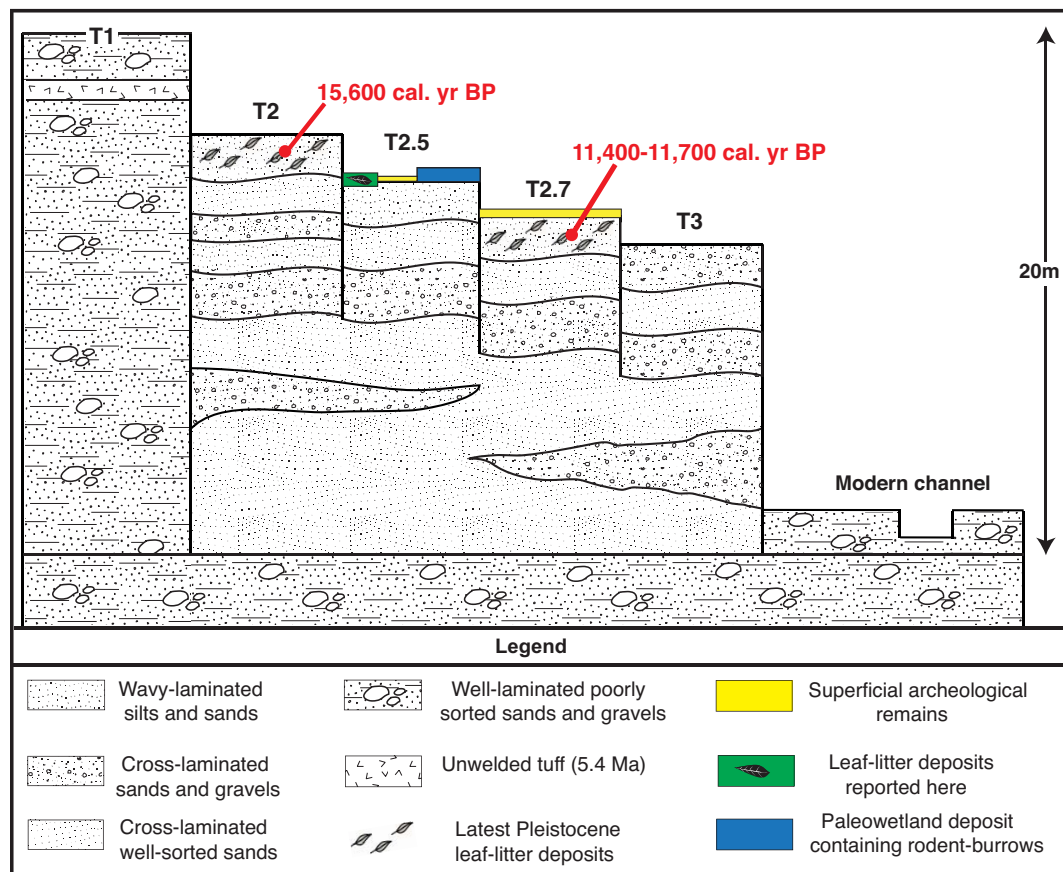 T1
15,600 cal. yr BP
T2
T2.5
11,400-11,700 cal. yr BP
T2.7
T3
20m
Modern channel
Legend
Wavy-laminated
silts and sands
Well-laminated poorly
sorted sands and gravels
Superficial archeological
remains
Cross-laminated
sands and gravels
Unwelded tuff (5.4 Ma)
Leaf-litter deposits
reported here
Cross-laminated
well-sorted sands
Latest Pleistocene
leaf-litter deposits
Paleowetland deposit
containing rodent-burrows